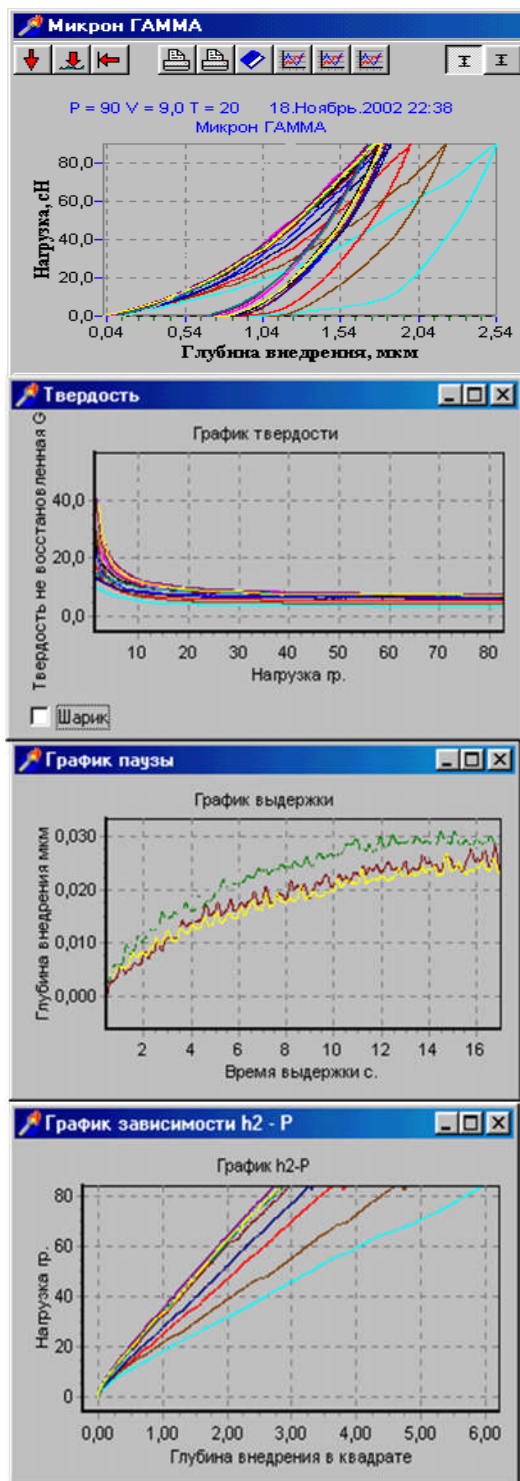 Микрон ГАММА
P = 90 V = 9,0 T = 20 18.Ноябрь.2002 22:38
Микрон ГАММА
Нагрузка, сН
80,0
60,0
40,0
20,0
0,0
0,04 0,54 1,04 1,54 2,04 2,54
Глубина внедрения, мкм
Твердость
График твердости
Твердость не восстановленная G
40,0
20,0
0,0
10 20 30 40 50 60 70 80
Нагрузка гр.
Шарик
График паузы
График выдержки
Глубина внедрения мкм
0,030
0,020
0,010
0,000
2 4 6 8 10 12 14 16
Время выдержки с.
График зависимости h2 - P
График h2-P
Нагрузка гр.
80
60
40
20
0
0,00 1,00 2,00 3,00 4,00 5,00 6,00
Глубина внедрения в квадрате